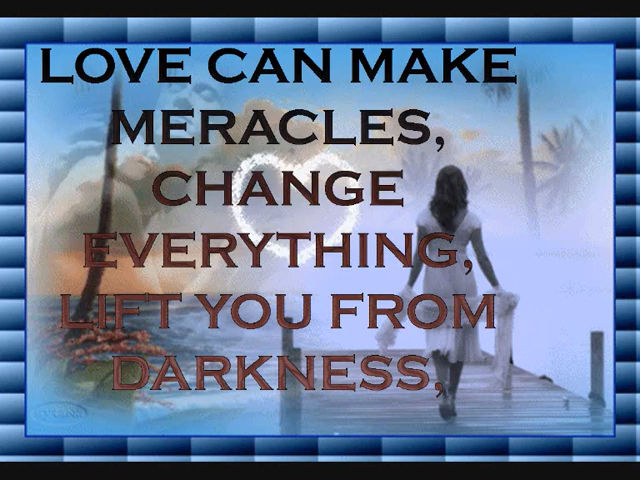 LOVE CAN MAKE
MERACLES,
CHANGE
EVERYTHING,
LIFT YOU FROM
DARKNESS,